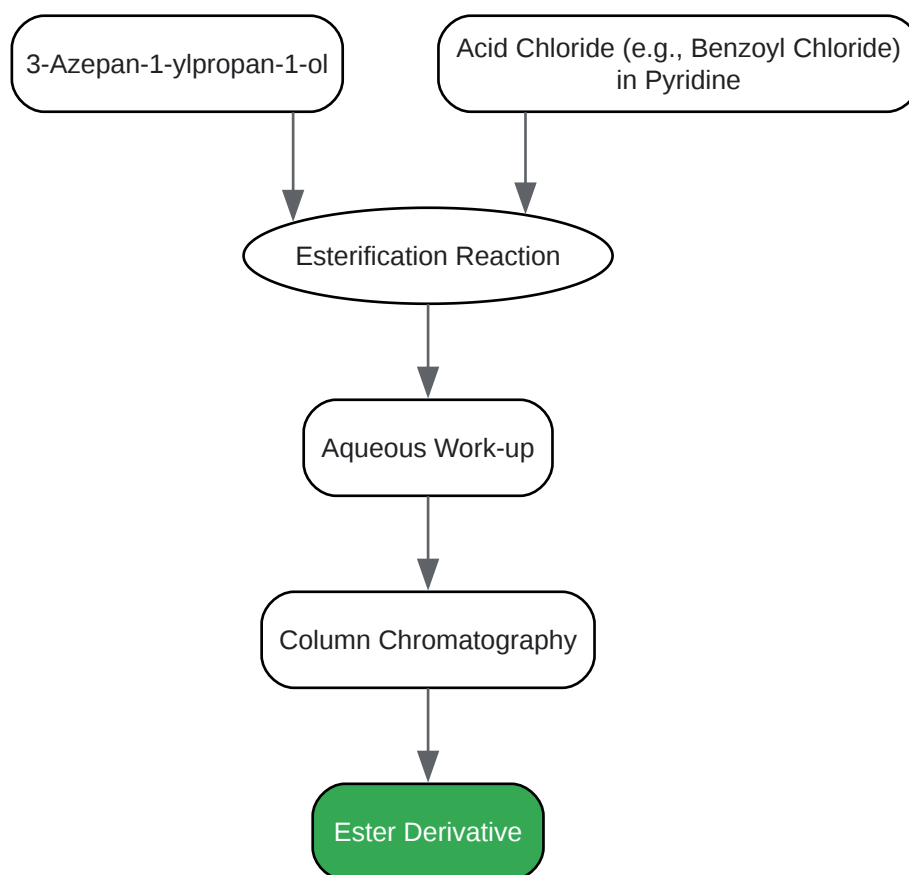 3-Azepan-1-ylpropan-1-ol
Acid Chloride (e.g., Benzoyl Chloride)
in Pyridine
Esterification Reaction
Aqueous Work-up
Column Chromatography
Ester Derivative